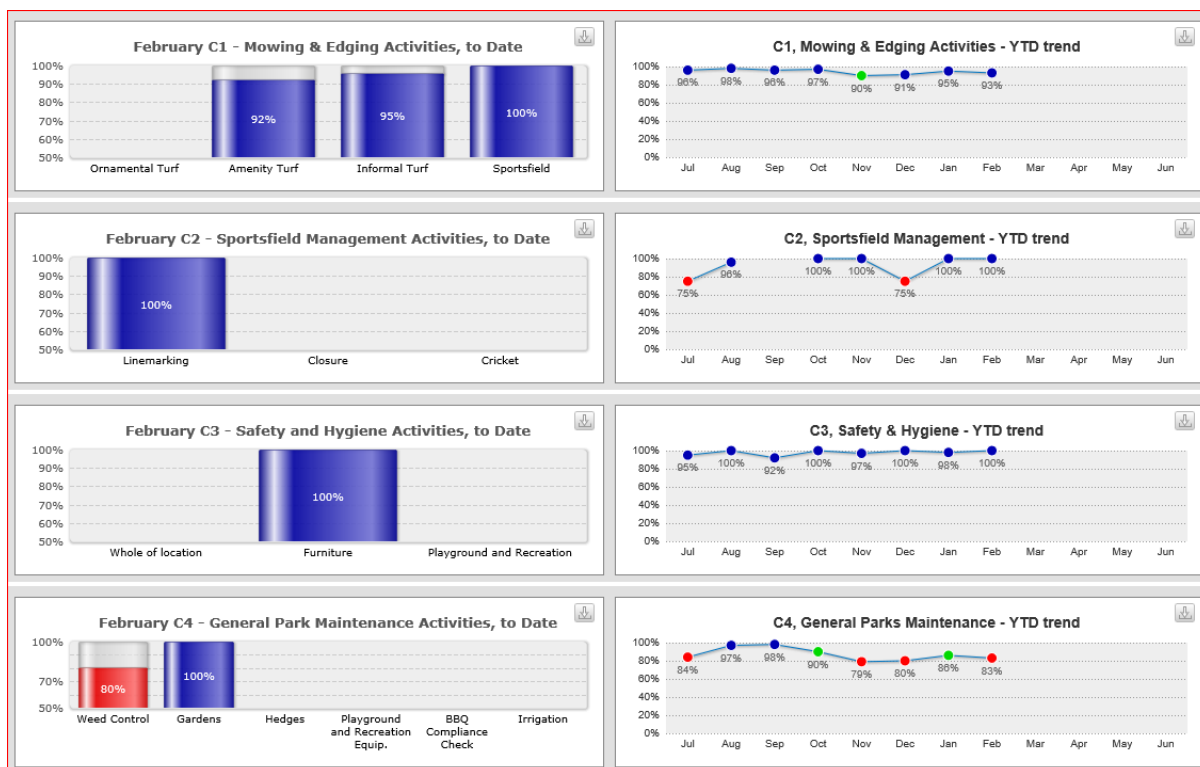 February C1 - Mowing & Edging Activities, to Date
100%
90%
80%
70%
60%
50%
92%
95%
100%
Ornamental Turf Amenity Turf Informal Turf Sportsfield
C1, Mowing & Edging Activities - YTD trend
100%
80%
60%
40%
20%
0%
96% 98% 96% 97% 90% 91% 95% 93%
Jul Aug Sep Oct Nov Dec Jan Feb Mar Apr May Jun
February C2 - Sportsfield Management Activities, to Date
100%
90%
80%
70%
60%
50%
100%
Linemarking Closure Cricket
C2, Sportsfield Management - YTD trend
100%
80%
60%
40%
20%
0%
75% 96% 100% 100% 75% 100% 100%
Jul Aug Sep Oct Nov Dec Jan Feb Mar Apr May Jun
February C3 - Safety and Hygiene Activities, to Date
100%
90%
80%
70%
60%
50%
100%
Whole of location Furniture Playground and Recreation
C3, Safety & Hygiene - YTD trend
100%
80%
60%
40%
20%
0%
95% 100% 92% 100% 97% 100% 98% 100%
Jul Aug Sep Oct Nov Dec Jan Feb Mar Apr May Jun
February C4 - General Park Maintenance Activities, to Date
100%
70%
50%
80%
100%
Weed Control Gardens Hedges Playground and Recreation Equip. BBQ Compliance Check Irrigation
C4, General Parks Maintenance - YTD trend
100%
80%
60%
40%
20%
0%
84% 97% 98% 90% 79% 80% 86% 83%
Jul Aug Sep Oct Nov Dec Jan Feb Mar Apr May Jun